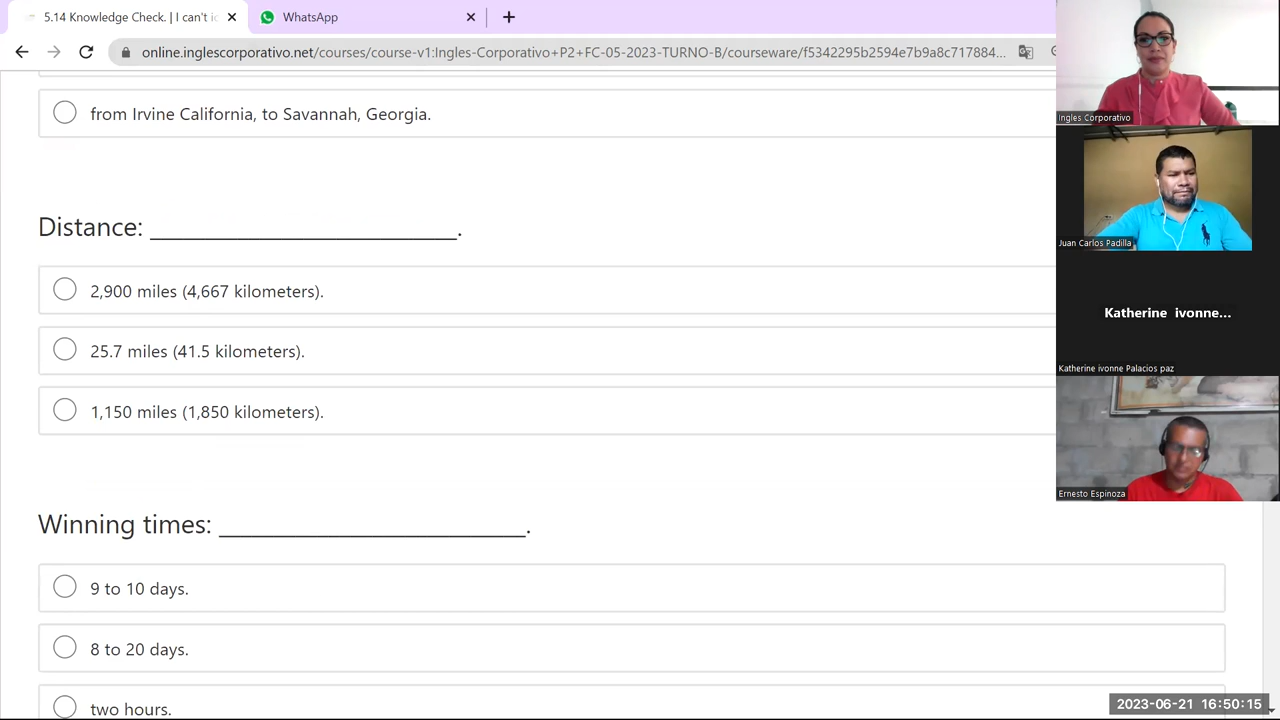 5.14 Knowledge Check. | I can't ic
WhatsApp
online.inglescorporativo.net/courses/course-v1:Ingles-Corporativo+P2+FC-05-2023-TURNO-B/courseware/f5342295b2594e7b9a8c717884...
from Irvine California, to Savannah, Georgia.
Distance: ____________________________.
2,900 miles (4,667 kilometers).
25.7 miles (41.5 kilometers).
1,150 miles (1,850 kilometers).
Winning times: ____________________________.
9 to 10 days.
8 to 20 days.
two hours.
Ingles Corporativo
Juan Carlos Padilla
Katherine ivonne...
Katherine ivonne Palacios paz
Ernesto Espinoza
2023-06-21 16:50:15